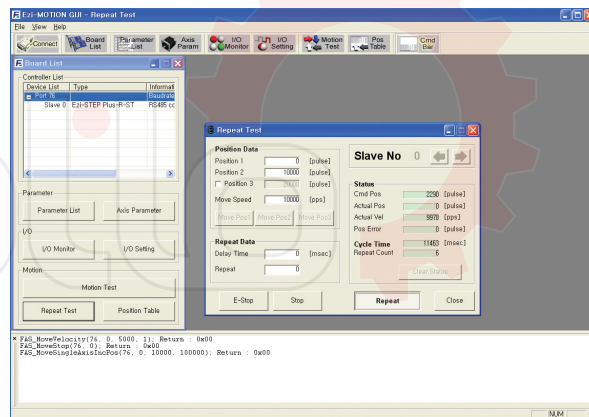 Ezi-MOTION GUI - Repeat Test
File View Help
Connect Board List Parameter List Axis Param I/O Monitor I/O Setting Motion Test Pos Table Cmd Bar
Board List
Controller List
Device List Type Informati
Port 76 Baudrate
Slave 0 Ezi-STEP Plus-R-ST RS485 cc
Parameter
Parameter List Axis Parameter
I/O
I/O Monitor I/O Setting
Motion
Motion Test
Repeat Test Position Table
Repeat Test
Position Data
Position 1 0 [pulse]
Position 2 10000 [pulse]
Position 3 20000 [pulse]
Move Speed 10000 [pps]
Move Pos1 Move Pos2 Move Pos3
Repeat Data
Delay Time 0 [msec]
Repeat 0
Slave No 0
Status
Cmd Pos 2290 [pulse]
Actual Pos 0 [pulse]
Actual Vel 9970 [pps]
Pos Error 0 [pulse]
Cycle Time 11463 [msec]
Repeat Count 6
Clear Status
E-Stop Stop Repeat Close
FAS_MoveVelocity(76, 0, 5000, 1); Return : 0x00
FAS_MoveStop(76, 0); Return : 0x00
FAS_MoveSingleAxisIncPos(76, 0, 10000, 100000); Return : 0x00
NUM